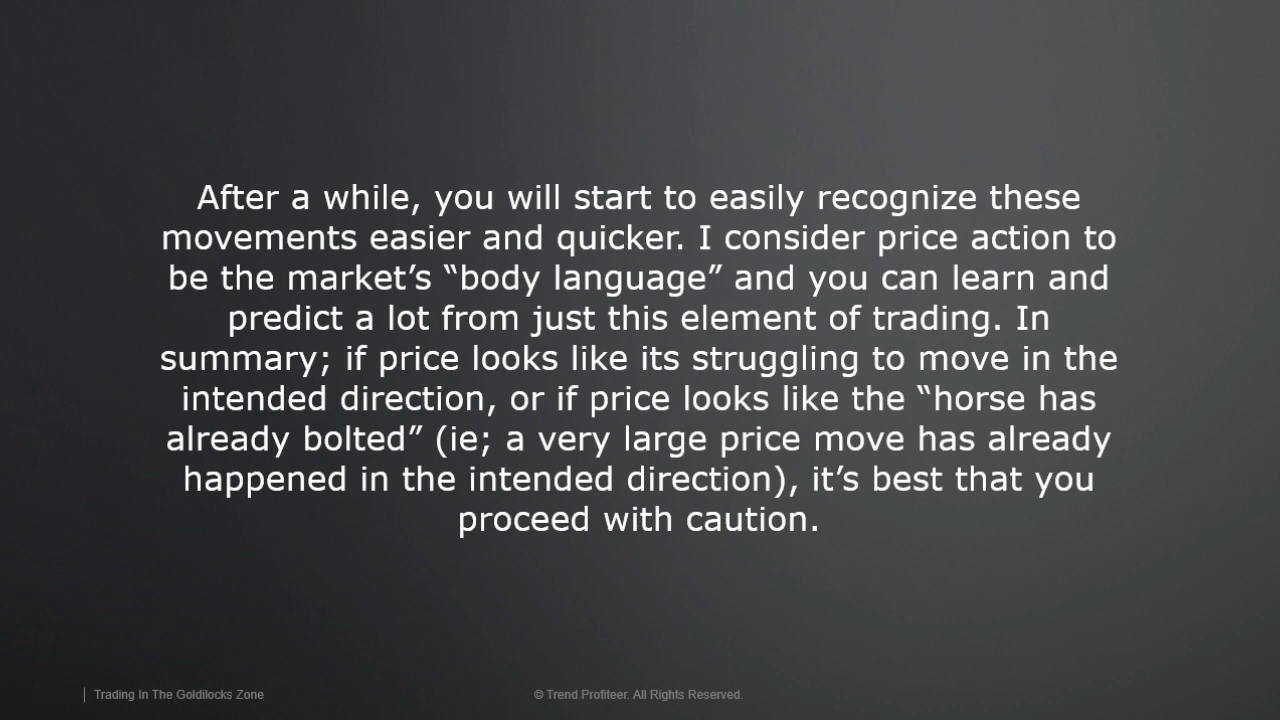 After a while, you will start to easily recognize these
movements easier and quicker. I consider price action to
be the market’s “body language” and you can learn and
predict a lot from just this element of trading. In
summary; if price looks like its struggling to move in the
intended direction, or if price looks like the “horse has
already bolted” (ie; a very large price move has already
happened in the intended direction), it’s best that you
proceed with caution.
Trading In The Goldilocks Zone
© Trend Profiteer. All Rights Reserved.